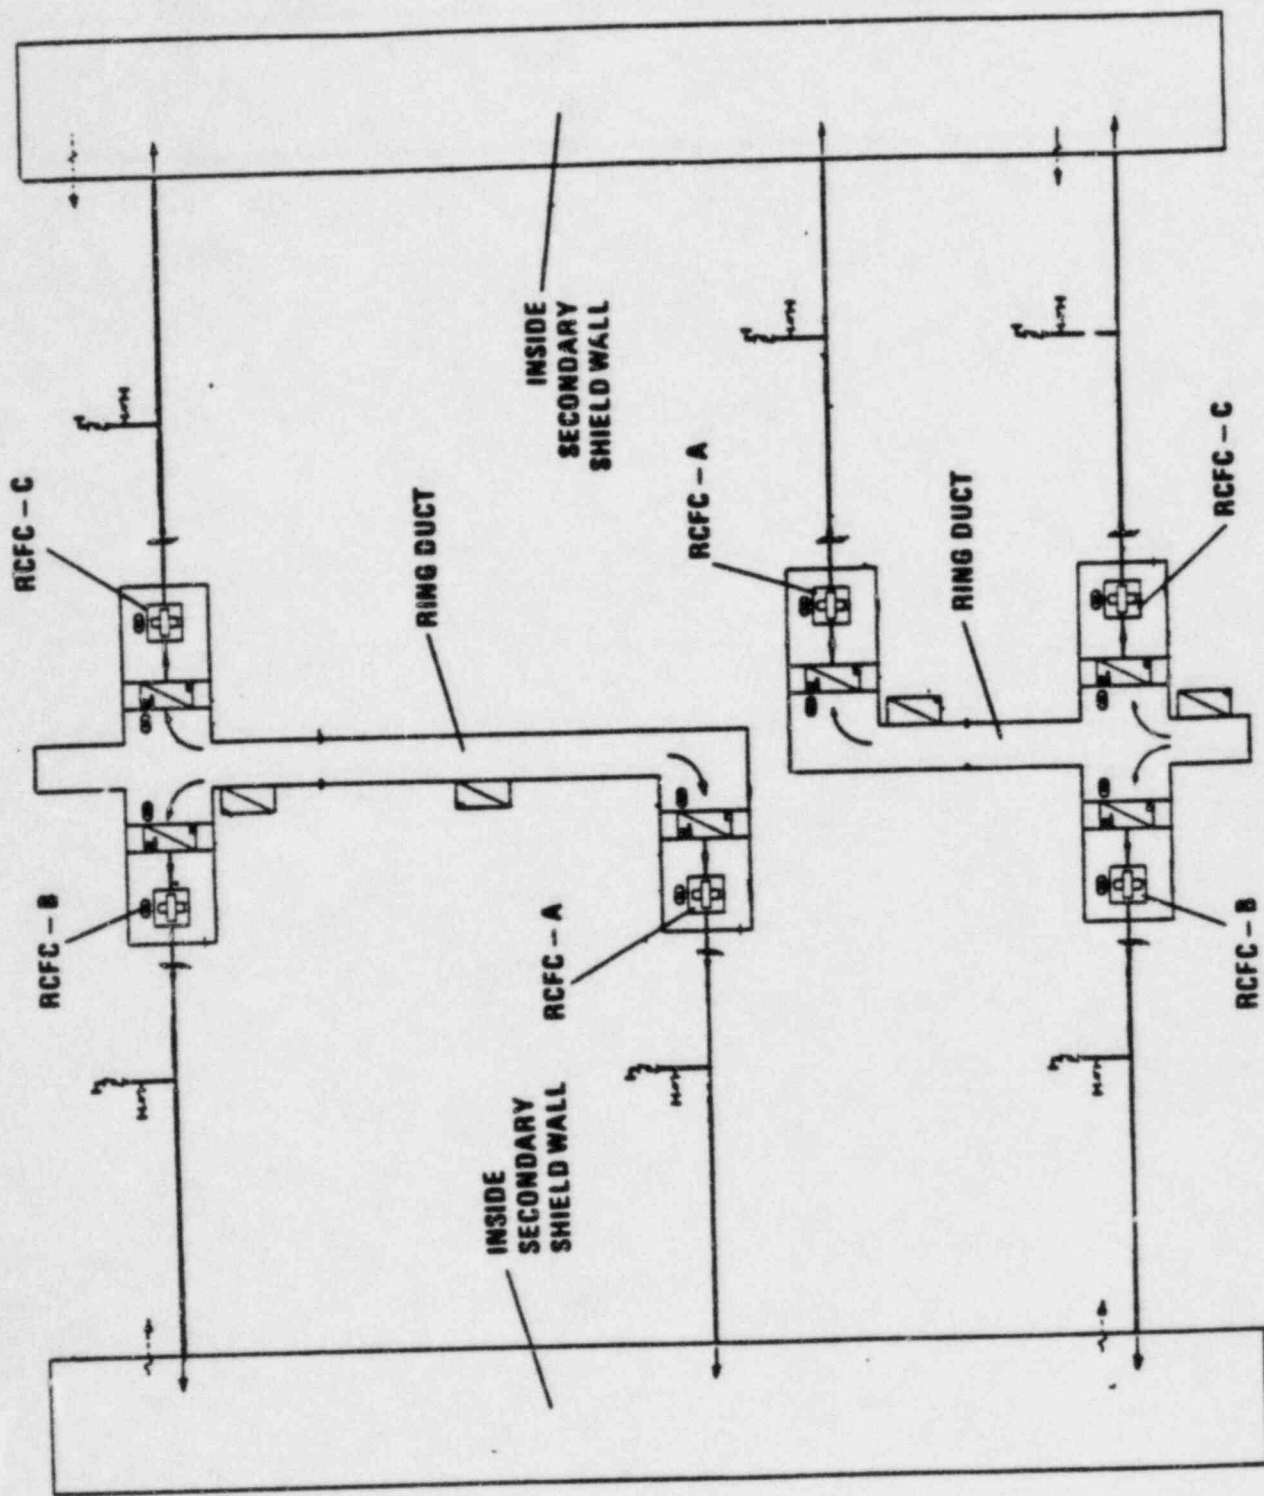 RCFC – C
RCFC – B
RING DUCT
INSIDE
SECONDARY
SHIELD WALL
RCFC – A
INSIDE
SECONDARY
SHIELD WALL
RCFC – A
RING DUCT
RCFC – C
RCFC – B